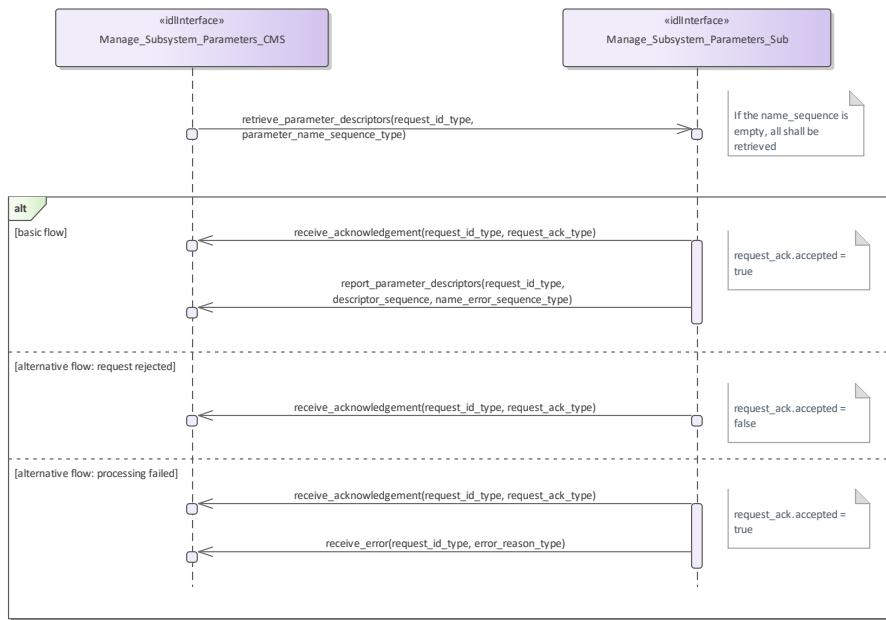 «idlInterface»
Manage_Subsystem_Parameters_CMS
«idlInterface»
Manage_Subsystem_Parameters_Sub
retrieve_parameter_descriptors(request_id_type,
parameter_name_sequence_type)
If the name_sequence is
empty, all shall be
retrieved
alt
[basic flow]
receive_acknowledgement(request_id_type, request_ack_type)
request_ack.accepted =
true
report_parameter_descriptors(request_id_type,
descriptor_sequence, name_error_sequence_type)
[alternative flow: request rejected]
receive_acknowledgement(request_id_type, request_ack_type)
request_ack.accepted =
false
[alternative flow: processing failed]
receive_acknowledgement(request_id_type, request_ack_type)
request_ack.accepted =
true
receive_error(request_id_type, error_reason_type)